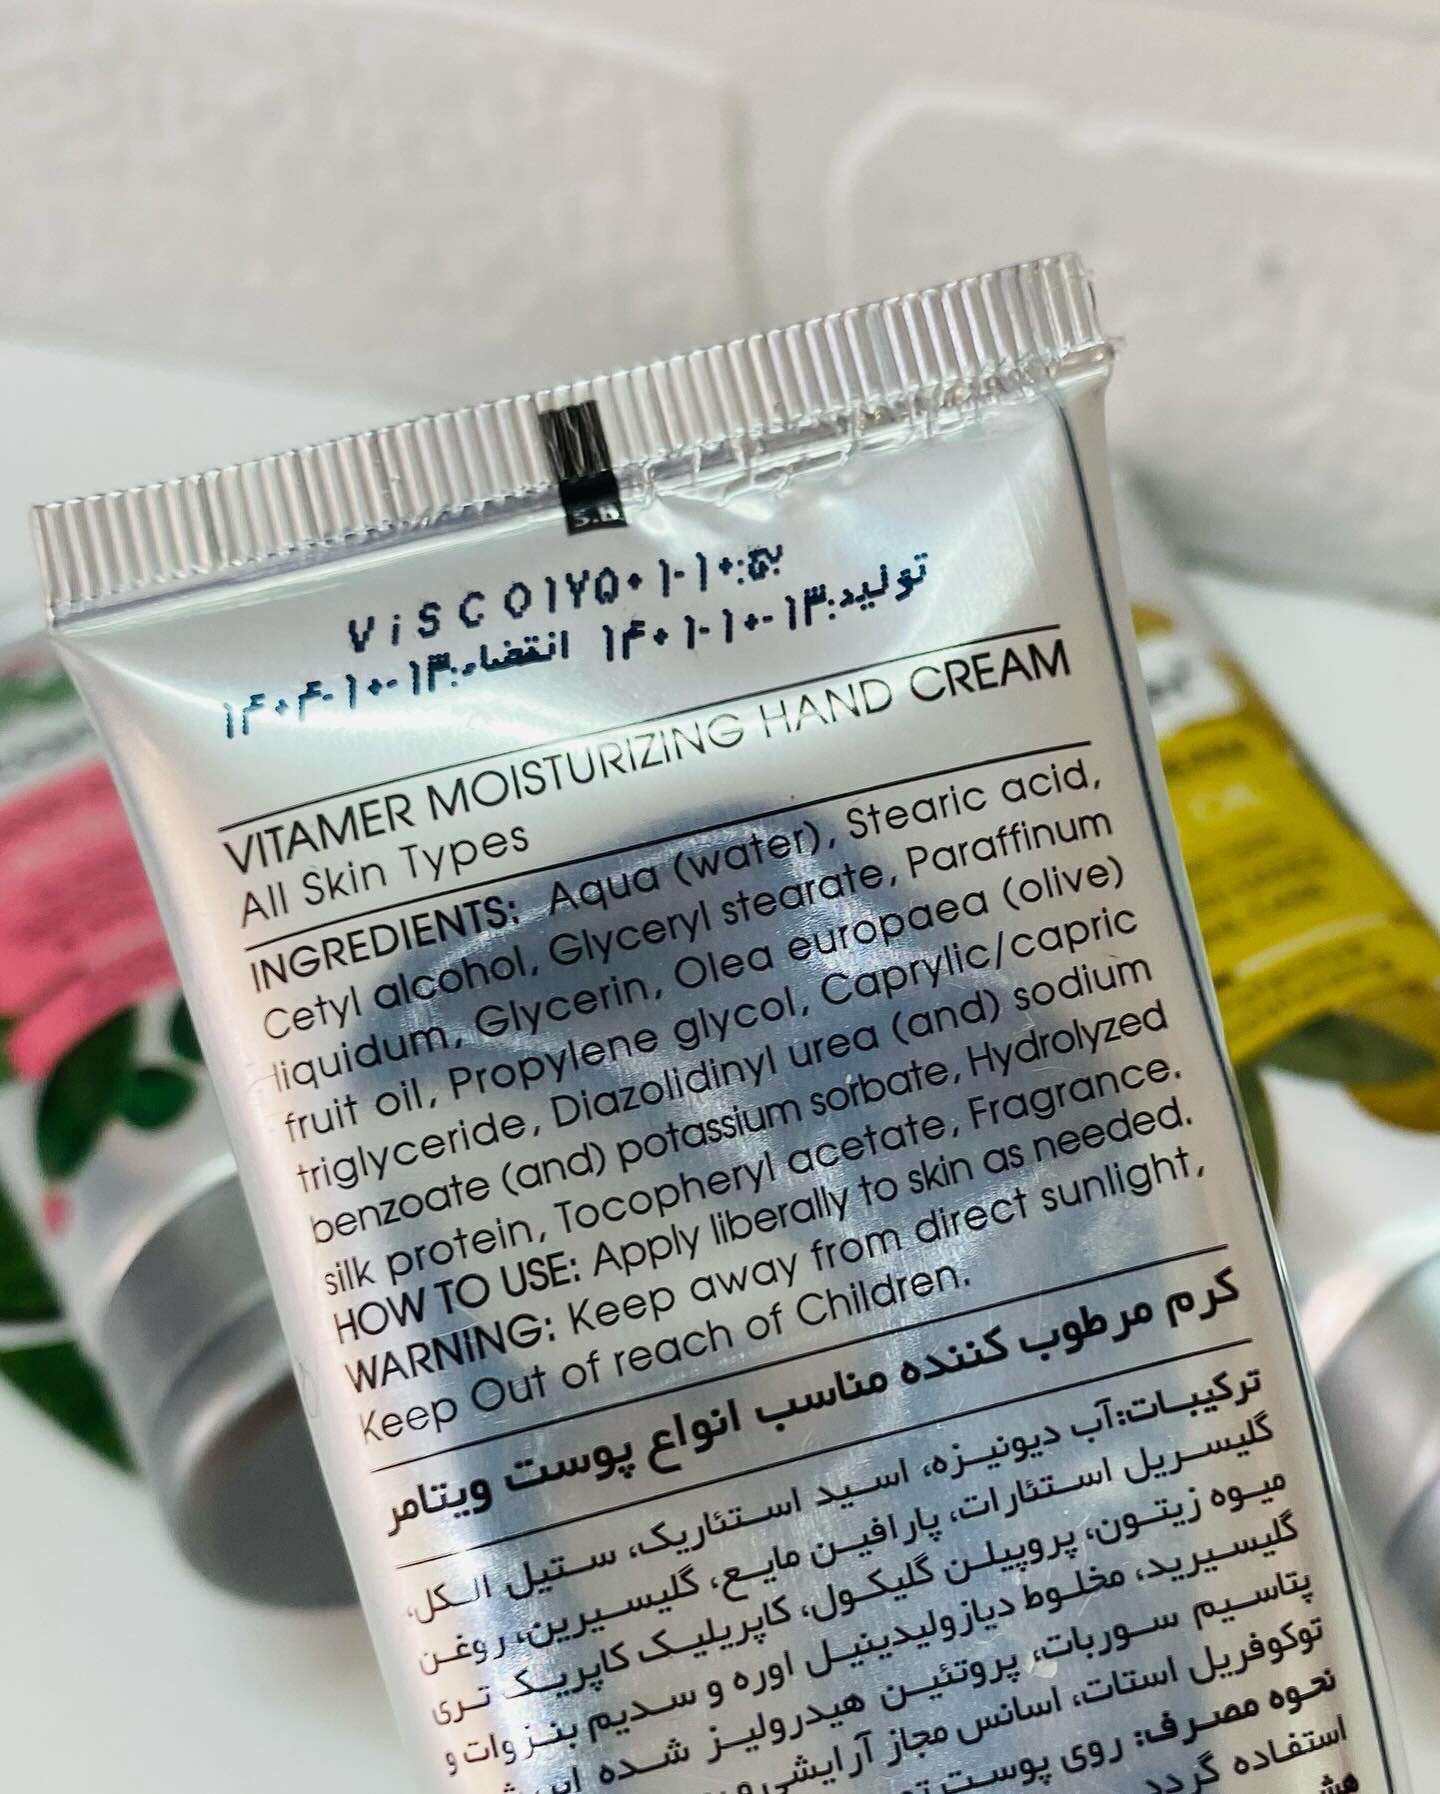 s.h
ViSCO۱۷۵۰۱-۱۰:بچ
تولید:۱۴۰۱-۱۰-۱۳ انقضاء:۱۴۰۴-۱۰-۱۳
VITAMER MOISTURIZING HAND CREAM
All Skin Types
INGREDIENTS: Aqua (water), Stearic acid,
Cetyl alcohol, Glyceryl stearate, Paraffinum
liquidum, Glycerin, Olea europaea (olive)
fruit oil, Propylene glycol, Caprylic/capric
triglyceride, Diazolidinyl urea (and) sodium
benzoate (and) potassium sorbate, Hydrolyzed
silk protein, Tocopheryl acetate, Fragrance.
HOW TO USE: Apply liberally to skin as needed.
WARNING: Keep away from direct sunlight,
Keep Out of reach of Children.
کرم مرطوب کننده مناسب انواع پوست ویتامر
ترکیبات:آب دیونیزه، اسید استئاریک، ستیل الکل،
گلیسریل استئارات، پارافین مایع، گلیسیرین، روغن
میوه زیتون، پروپیلن گلیکول، کاپریلیک کاپریک تری
گلیسیرید، مخلوط دیازولیدینیل اوره و سدیم بنزوات و
پتاسیم سوربات، پروتئین هیدرولیز شده
توکوفریل استات، اسانس مجاز آرایشی و
نحوه مصرف: روی پوست
استفاده گردد